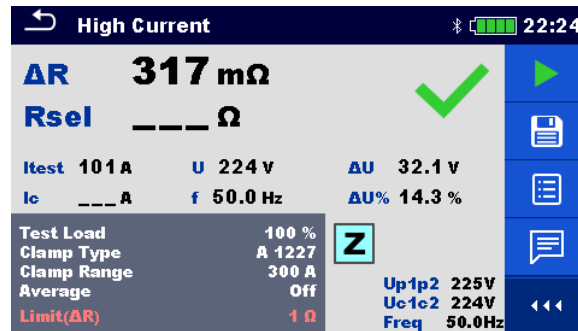 High Current 22:24
ΔR 317 mΩ
Rsel ___ Ω
Itest 101 A U 224 V ΔU 32.1 V
Ic ___ A f 50.0 Hz ΔU% 14.3 %
Test Load 100 %
Clamp Type A 1227
Clamp Range 300 A
Average Off
Limit(ΔR) 1 Ω
Z
Up1p2 225V
Uc1c2 224V
Freq 50.0Hz